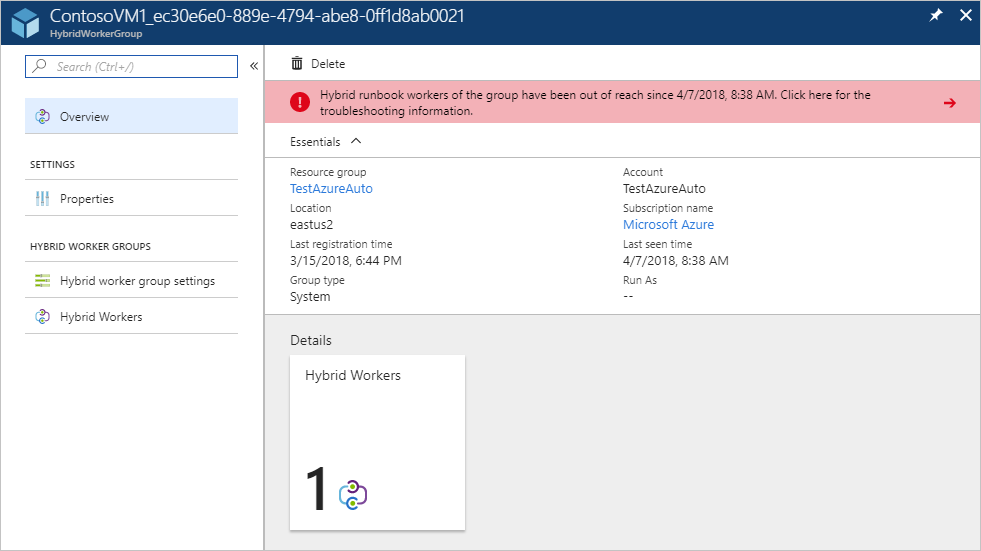 ContosoVM1_ec30e6e0-889e-4794-abe8-0ff1d8ab0021
HybridWorkerGroup
Search (Ctrl+/)
Overview
SETTINGS
Properties
HYBRID WORKER GROUPS
Hybrid worker group settings
Hybrid Workers
Delete
Hybrid runbook workers of the group have been out of reach since 4/7/2018, 8:38 AM. Click here for the
troubleshooting information.
Essentials
Resource group
TestAzureAuto
Location
eastus2
Last registration time
3/15/2018, 6:44 PM
Group type
System
Account
TestAzureAuto
Subscription name
Microsoft Azure
Last seen time
4/7/2018, 8:38 AM
Run As
--
Details
Hybrid Workers
1